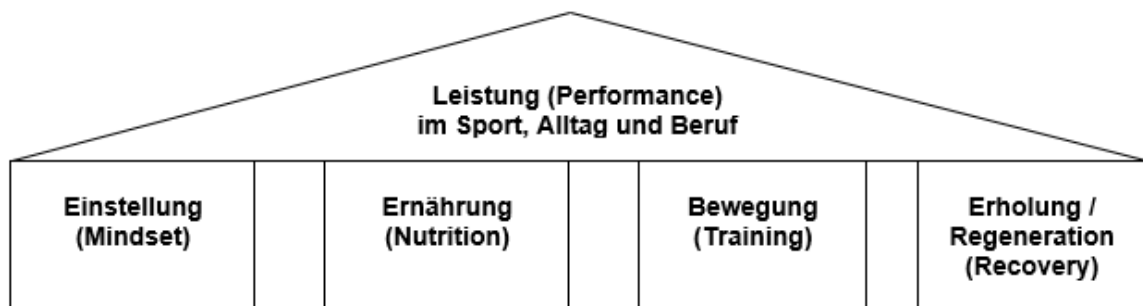 Leistung (Performance)
im Sport, Alltag und Beruf
Einstellung
(Mindset)
Ernährung
(Nutrition)
Bewegung
(Training)
Erholung /
Regeneration
(Recovery)